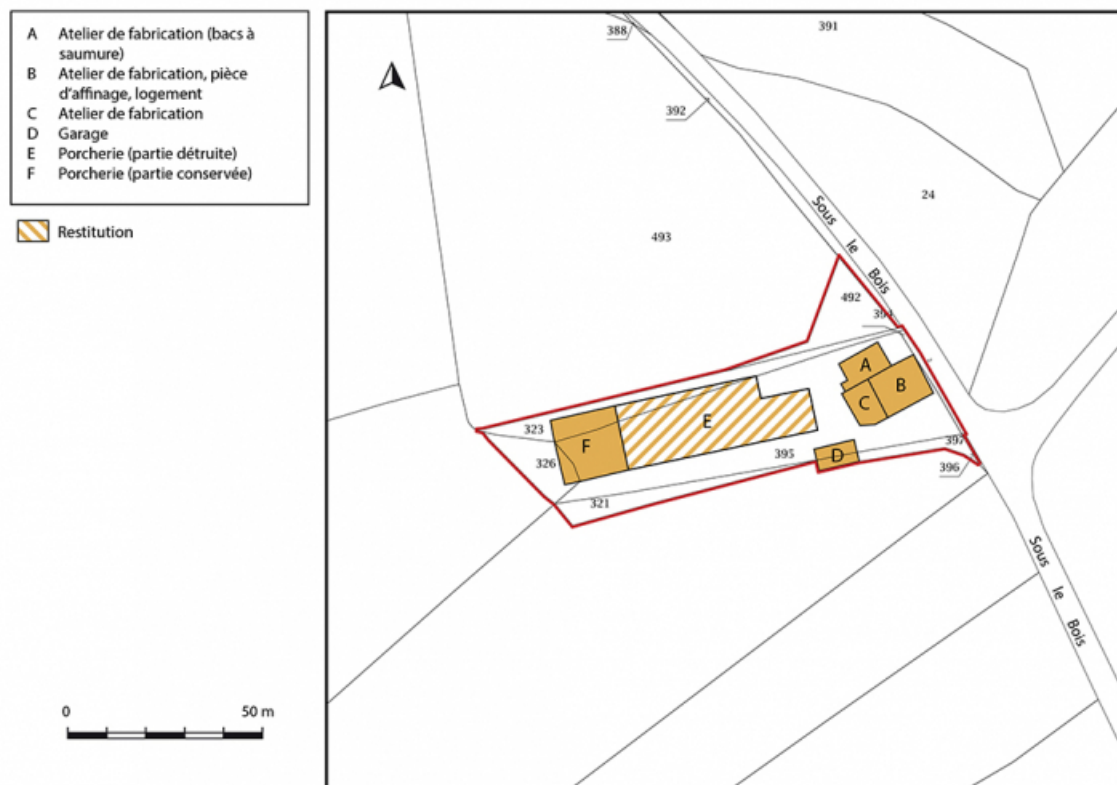 A Atelier de fabrication (bacs à
saumure)
B Atelier de fabrication, pièce
d'affinage, logement
C Atelier de fabrication
D Garage
E Porcherie (partie détruite)
F Porcherie (partie conservée)
Restitution
0 50 m
388
391
392
24
493
Sous le Bois
492
394
A
B
C
E
323
F
326
395
D
397
396
321
Sous le Bois